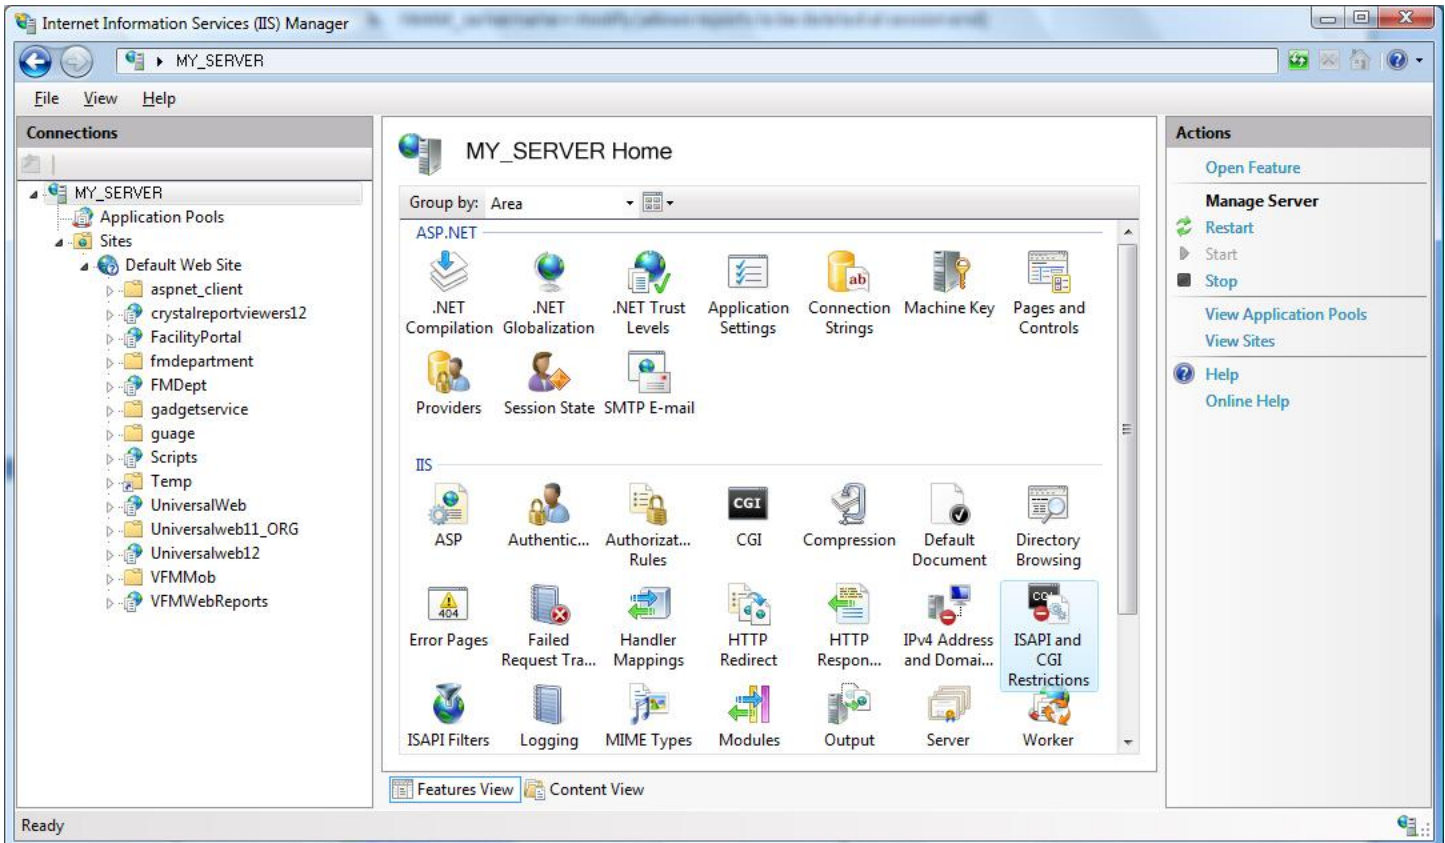 Internet Information Services (IIS) Manager
MY_SERVER
File View Help
Connections
MY_SERVER
Application Pools
Sites
Default Web Site
aspnet_client
crystalreportviewers12
FacilityPortal
fmdepartment
FMDept
gadgetservice
guage
Scripts
Temp
UniversalWeb
Universalweb11_ORG
Universalweb12
VFMMob
VFMWebReports
MY_SERVER Home
Group by: Area
ASP.NET
.NET Compilation
.NET Globalization
.NET Trust Levels
Application Settings
Connection Strings
Machine Key
Pages and Controls
Providers
Session State
SMTP E-mail
IIS
ASP
Authentic...
Authorizat... Rules
CGI
CGI
Compression
Default Document
Directory Browsing
404
Error Pages
Failed Request Tra...
Handler Mappings
HTTP Redirect
HTTP Respon...
IPv4 Address and Domai...
ISAPI and CGI Restrictions
ISAPI Filters
Logging
MIME Types
Modules
Output
Server
Worker
Features View
Content View
Actions
Open Feature
Manage Server
Restart
Start
Stop
View Application Pools
View Sites
Help
Online Help
Ready